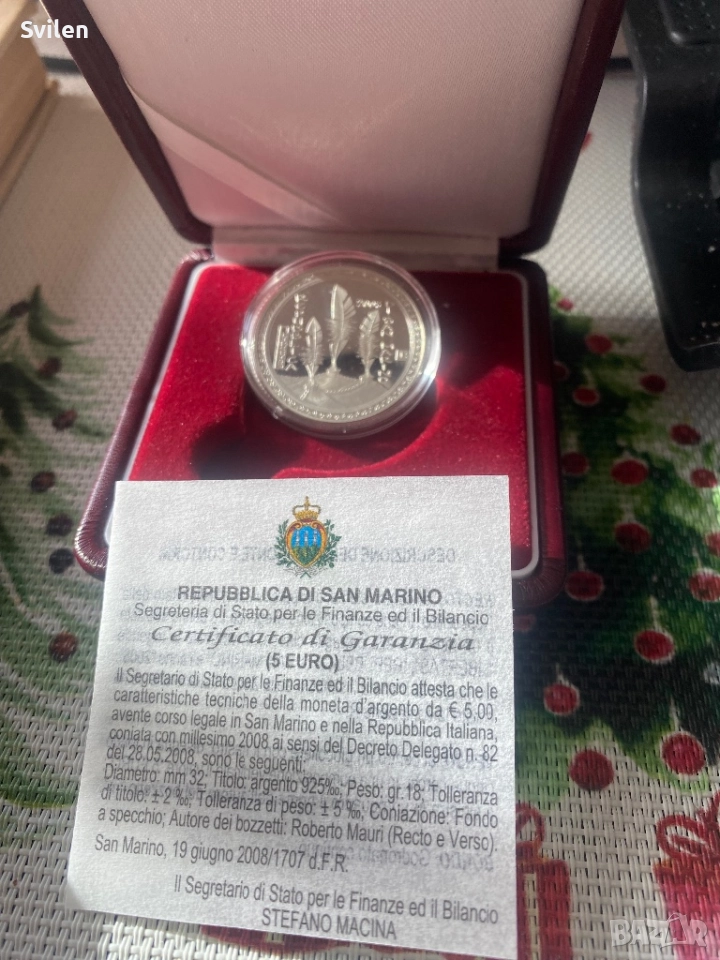 Svilen
REPUBBLICA DI SAN MARINO
Segreteria di Stato per le Finanze ed il Bilancio
Certificato di Garanzia
(5 EURO)
Il Segretario di Stato per le Finanze ed il Bilancio attesta che le
caratteristiche tecniche della moneta d'argento da € 5,00,
avente corso legale in San Marino e nella Repubblica Italiana,
coniata con millesimo 2008 ai sensi del Decreto Delegato n. 82
del 28.05.2008, sono le seguenti:
Diametro: mm 32; Titolo: argento 925‰; Peso: gr.18; Tolleranza
di titolo: ± 2 ‰; Tolleranza di peso: ± 5 ‰; Coniazione: Fondo
a specchio; Autore dei bozzetti: Roberto Mauri (Recto e Verso).
San Marino, 19 giugno 2008/1707 d.F.R.
Il Segretario di Stato per le Finanze ed il Bilancio
STEFANO MACINA
BAZAR